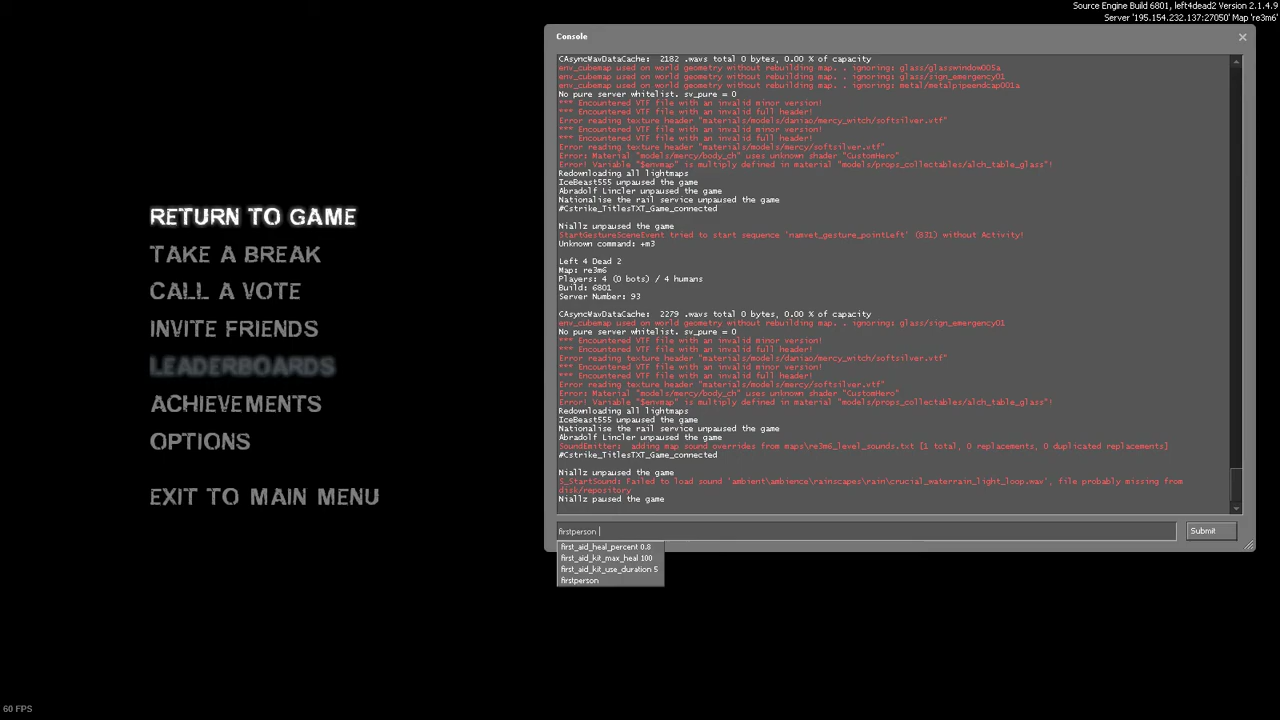 Source Engine Build 6801, left4dead2 Version 2.1.4.9
Server '195.154.232.137:27050' Map 're3m6'
Console
CAsyncWavDataCache:  2182 .wavs total 0 bytes, 0.00 % of capacity
env_cubemap used on world geometry without rebuilding map. . ignoring: glass/glasswindow005a
env_cubemap used on world geometry without rebuilding map. . ignoring: glass/sign_emergency01
env_cubemap used on world geometry without rebuilding map. . ignoring: metal/metalpipeendcap001a
No pure server whitelist. sv_pure = 0
*** Encountered VTF file with an invalid minor version!
*** Encountered VTF file with an invalid full header!
Error reading texture header "materials/models/daniao/mercy_witch/softsilver.vtf"
*** Encountered VTF file with an invalid minor version!
*** Encountered VTF file with an invalid full header!
Error reading texture header "materials/models/mercy/softsilver.vtf"
Error: Material "models/mercy/body_ch" uses unknown shader "CustomHero"
Error! Variable "$envmap" is multiply defined in material "models/props_collectables/alch_table_glass"!
Redownloading all lightmaps
IceBeast555 unpaused the game
Abradolf Lincler unpaused the game
Nationalise the rail service unpaused the game
#Cstrike_TitlesTXT_Game_connected
Niallz unpaused the game
StartGestureSceneEvent tried to start sequence 'namvet_gesture_pointLeft' (831) without Activity!
Unknown command: +m3
Left 4 Dead 2
Map: re3m6
Players: 4 (0 bots) / 4 humans
Build: 6801
Server Number: 93
CAsyncWavDataCache:  2279 .wavs total 0 bytes, 0.00 % of capacity
env_cubemap used on world geometry without rebuilding map. . ignoring: glass/sign_emergency01
No pure server whitelist. sv_pure = 0
*** Encountered VTF file with an invalid minor version!
*** Encountered VTF file with an invalid full header!
Error reading texture header "materials/models/daniao/mercy_witch/softsilver.vtf"
*** Encountered VTF file with an invalid minor version!
*** Encountered VTF file with an invalid full header!
Error reading texture header "materials/models/mercy/softsilver.vtf"
Error: Material "models/mercy/body_ch" uses unknown shader "CustomHero"
Error! Variable "$envmap" is multiply defined in material "models/props_collectables/alch_table_glass"!
Redownloading all lightmaps
IceBeast555 unpaused the game
Nationalise the rail service unpaused the game
Abradolf Lincler unpaused the game
SoundEmitter:  adding map sound overrides from maps\re3m6_level_sounds.txt [1 total, 0 replacements, 0 duplicated replacements]
#Cstrike_TitlesTXT_Game_connected
Niallz unpaused the game
S_StartSound: Failed to load sound 'ambient\ambience\rainscapes\rain\crucial_waterrain_light_loop.wav', file probably missing from
disk/repository
Niallz paused the game
firstperson
Submit
first_aid_heal_percent 0.8
first_aid_kit_max_heal 100
first_aid_kit_use_duration 5
firstperson
RETURN TO GAME
TAKE A BREAK
CALL A VOTE
INVITE FRIENDS
LEADERBOARDS
ACHIEVEMENTS
OPTIONS
EXIT TO MAIN MENU
60 FPS